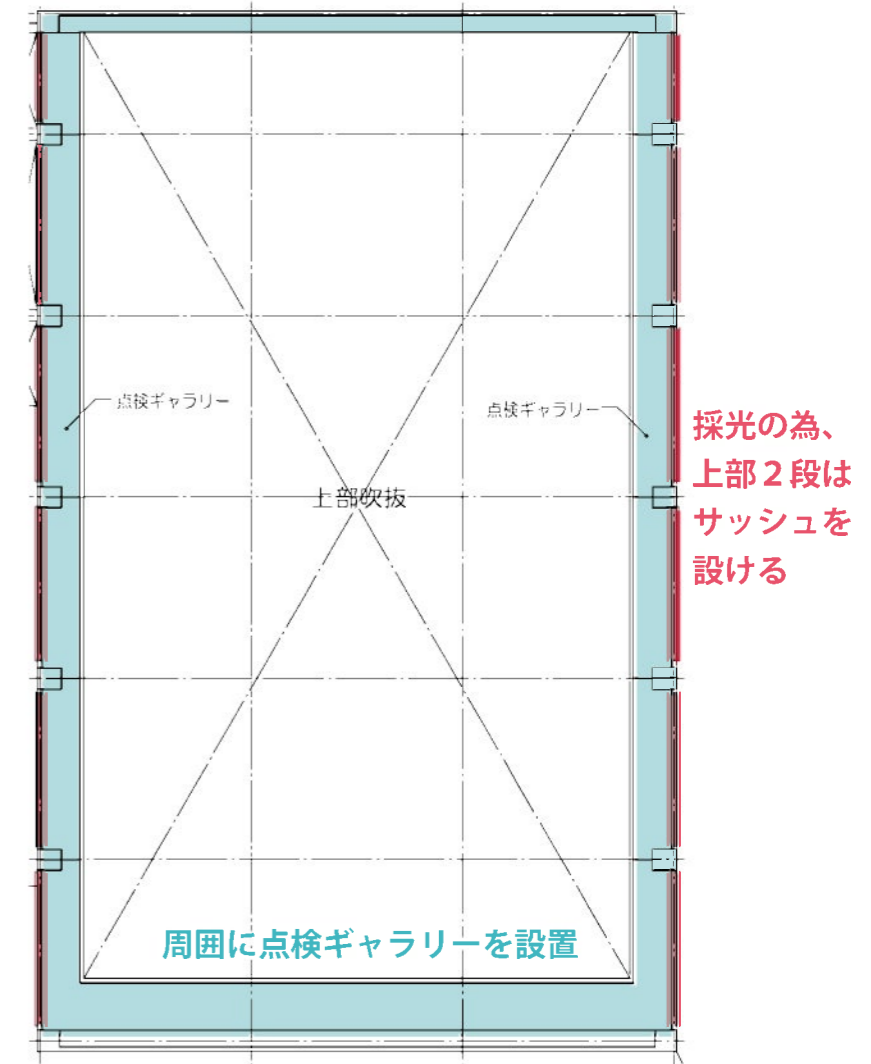 点検ギャラリー
点検ギャラリー
採光の為、
上部２段は
サッシュを
設ける
上部吹抜
周囲に点検ギャラリーを設置